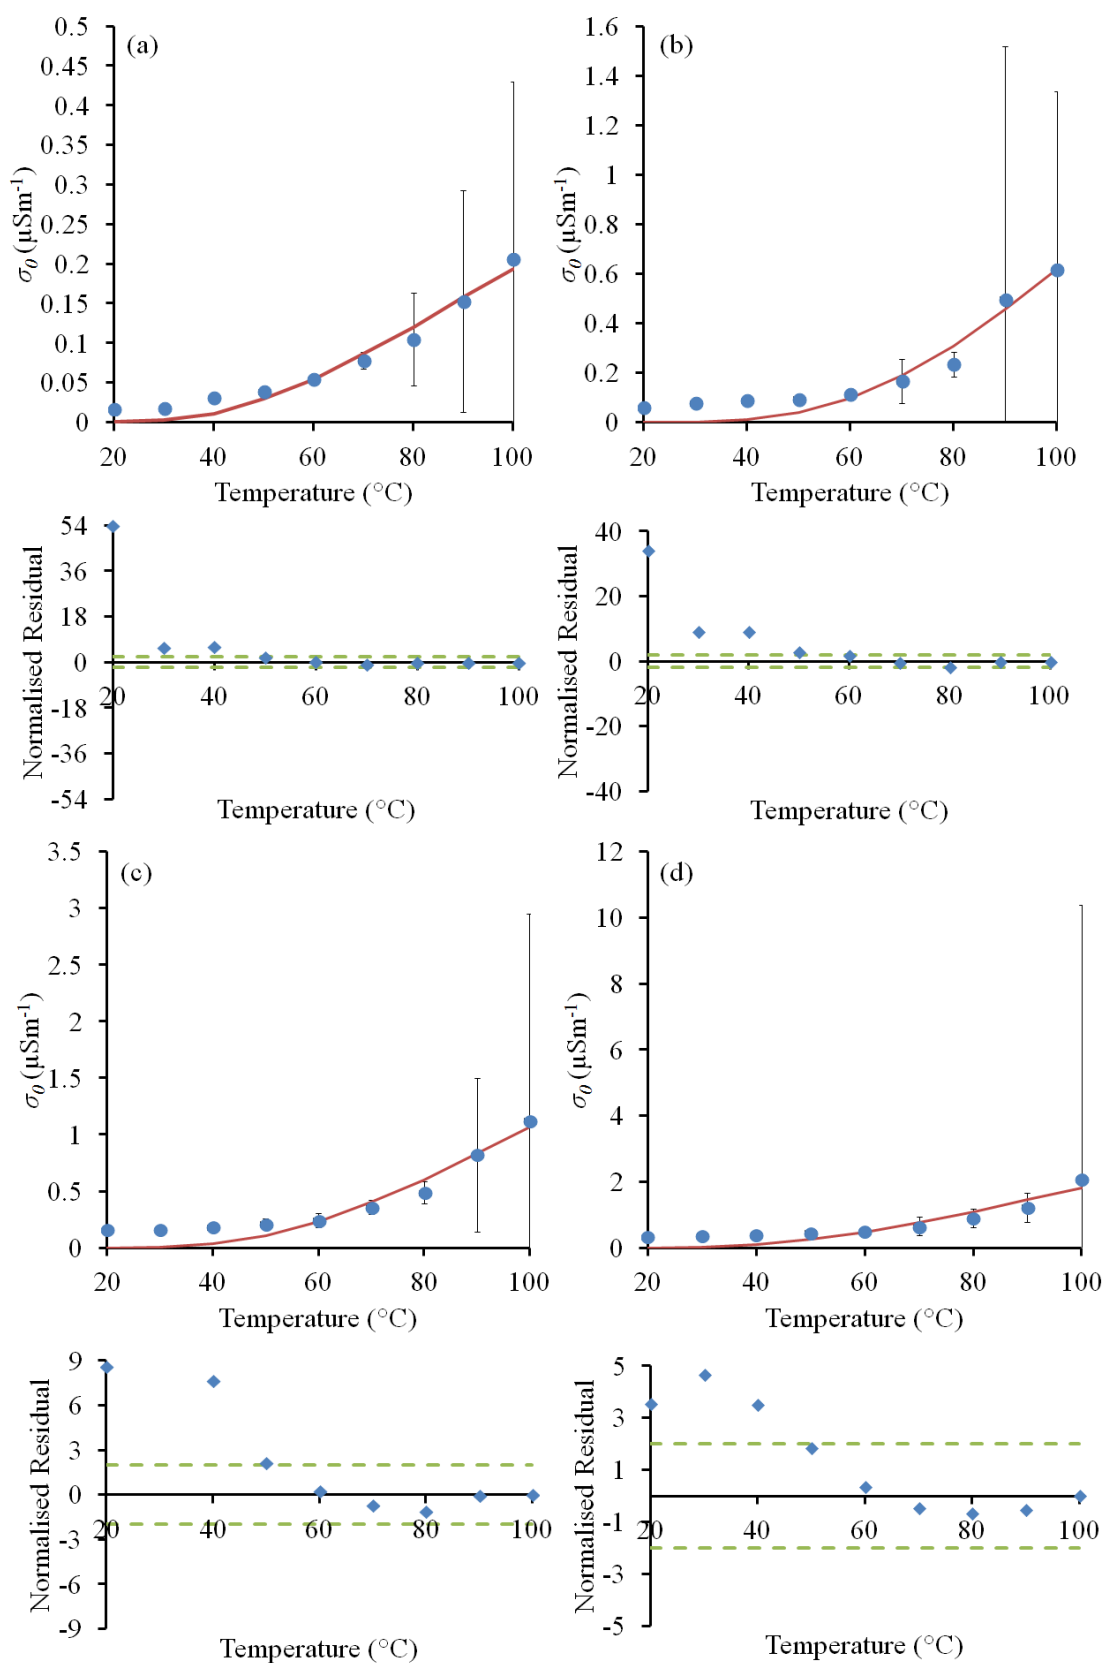 (a)
0.5
0.45
0.4
0.35
0.3
0.25
0.2
0.15
0.1
0.05
0
σ₀ (µSm⁻¹)
20 40 60 80 100
Temperature (°C)
(b)
1.6
1.4
1.2
1
0.8
0.6
0.4
0.2
0
σ₀ (µSm⁻¹)
20 40 60 80 100
Temperature (°C)
54
36
18
0
-18
-36
-54
Normalised Residual
20 40 60 80 100
Temperature (°C)
40
20
0
-20
-40
Normalised Residual
20 40 60 80 100
Temperature (°C)
(c)
3.5
3
2.5
2
1.5
1
0.5
0
σ₀ (µSm⁻¹)
20 40 60 80 100
Temperature (°C)
(d)
12
10
8
6
4
2
0
σ₀ (µSm⁻¹)
20 40 60 80 100
Temperature (°C)
9
6
3
0
-3
-6
-9
Normalised Residual
20 40 60 80 100
Temperature (°C)
5
3
1
-1
-3
-5
Normalised Residual
20 40 60 80 100
Temperature (°C)